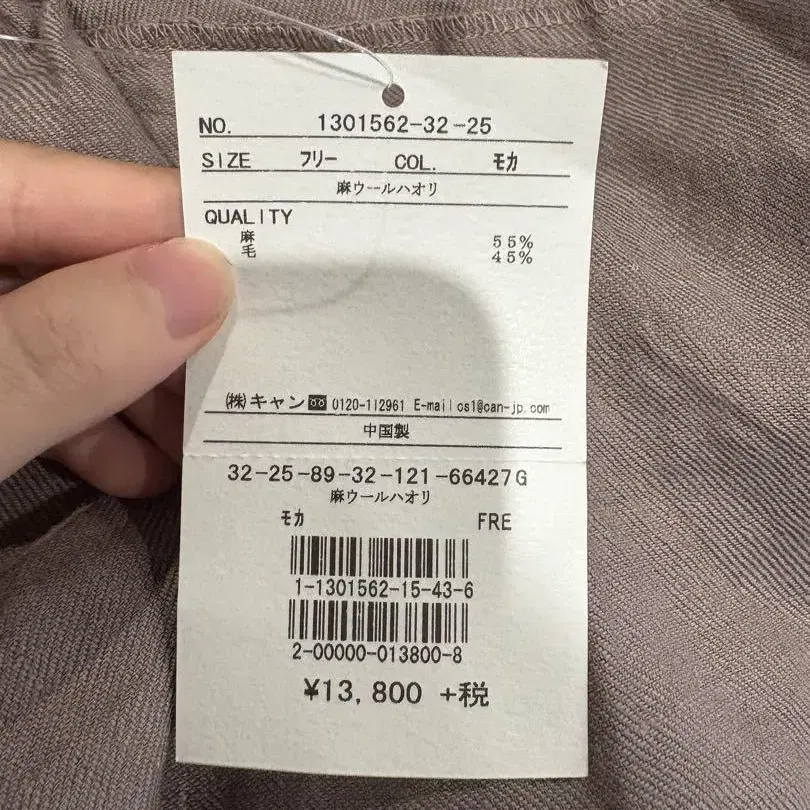 NO. 1301562-32-25
SIZE フリー COL. モカ
麻ウールハオリ
QUALITY
麻 55%
毛 45%
㈱キャン 0120-112961 E-mail cs1@can-jp.com
中国製
32-25-89-32-121-66427G
麻ウールハオリ
モカ FRE
1-1301562-15-43-6
2-00000-013800-8
¥13,800 +税